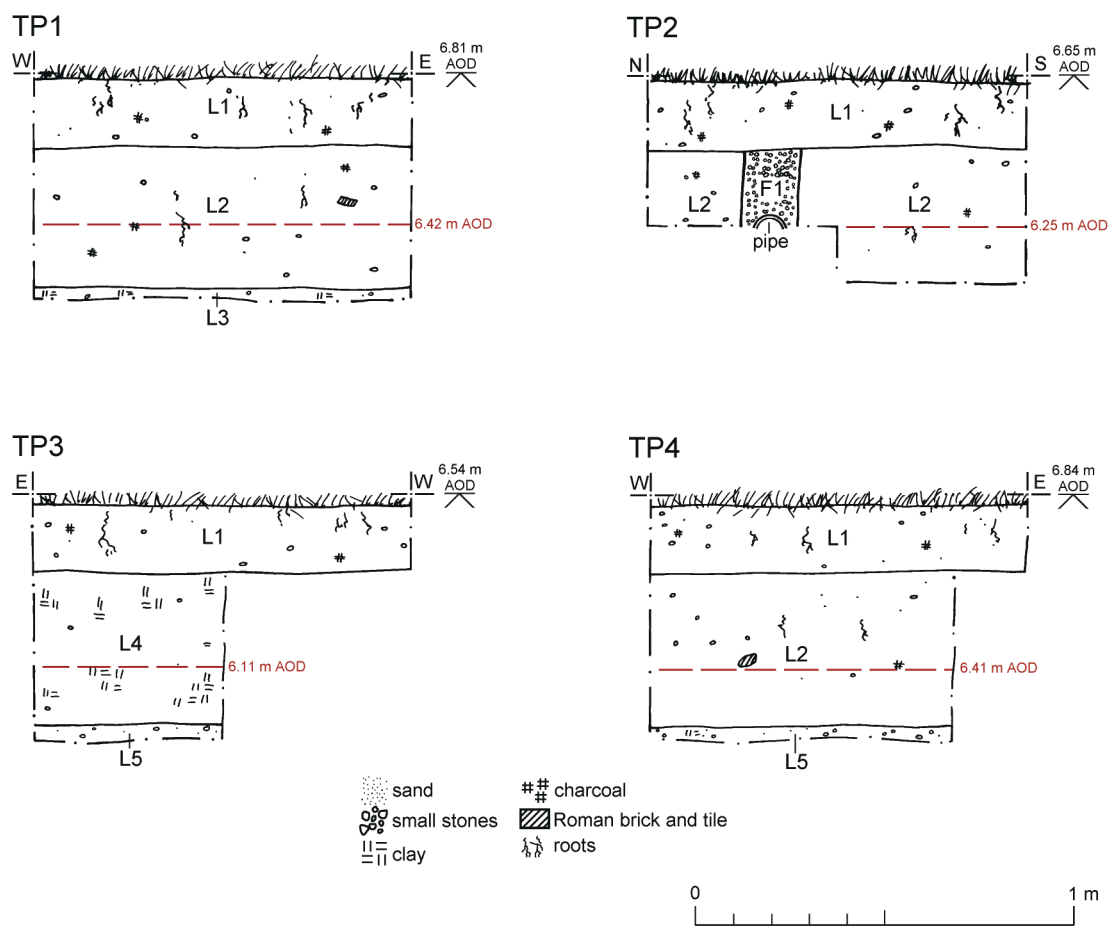 TP1
W
E
6.81 m
AOD
L1
L2
6.42 m AOD
L3
TP2
N
S
6.65 m
AOD
L1
L2
F1
L2
6.25 m AOD
pipe
TP3
E
W
6.54 m
AOD
L1
L4
6.11 m AOD
L5
TP4
W
E
6.84 m
AOD
L1
L2
6.41 m AOD
L5
sand
small stones
clay
charcoal
Roman brick and tile
roots
0
1 m